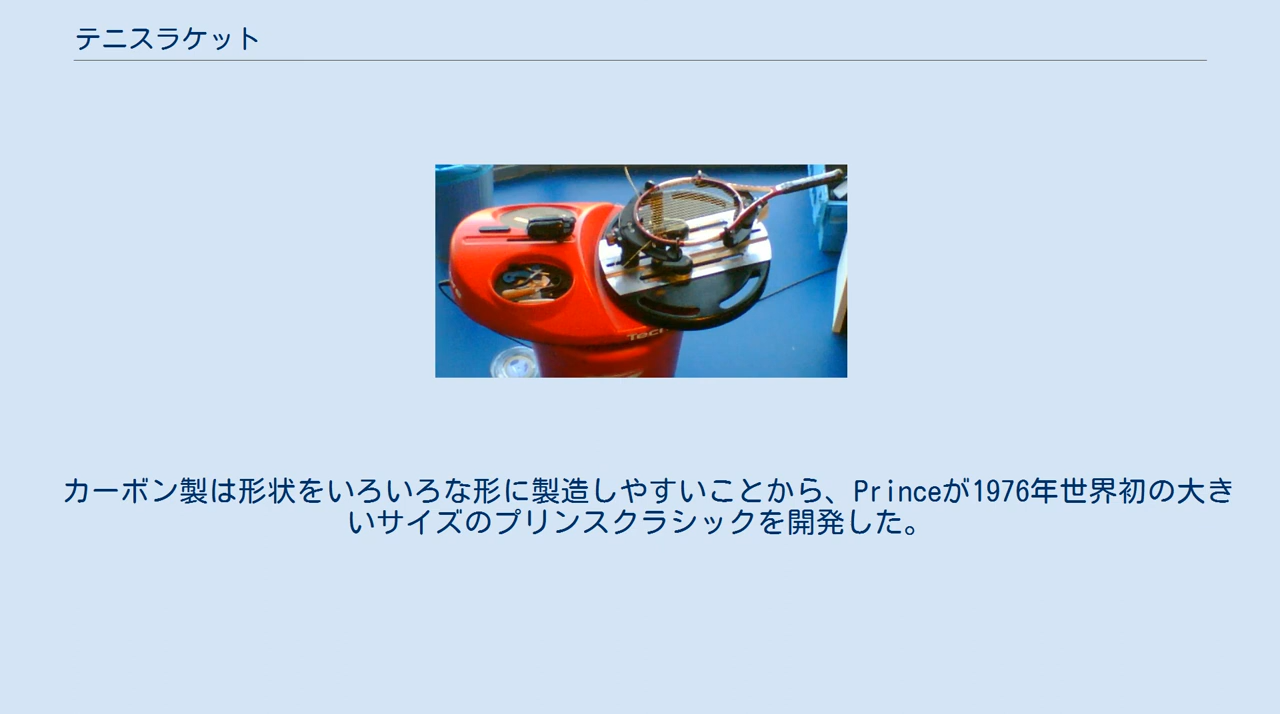 テニスラケット
Tec
カーボン製は形状をいろいろな形に製造しやすいことから、Princeが1976年世界初の大き
いサイズのプリンスクラシックを開発した。